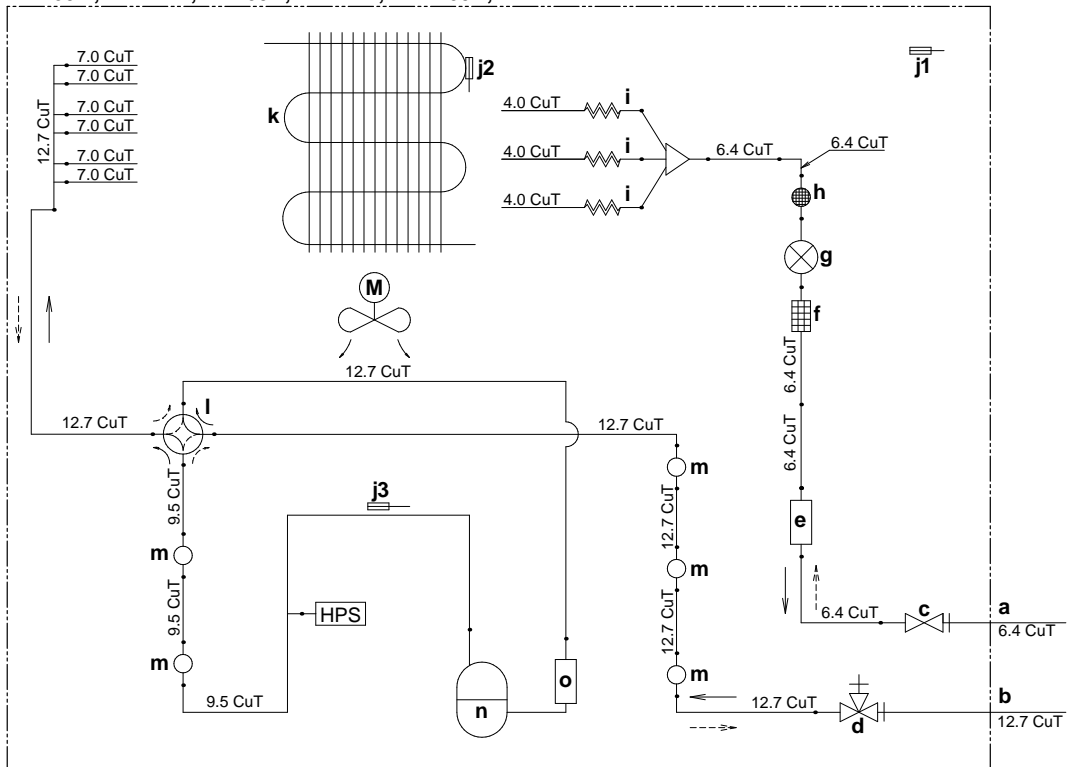 7.0 CuT
7.0 CuT
7.0 CuT
7.0 CuT
7.0 CuT
7.0 CuT
12.7 CuT
k
j2
j1
4.0 CuT
i
4.0 CuT
i
4.0 CuT
i
6.4 CuT
6.4 CuT
h
g
f
M
6.4 CuT
12.7 CuT
l
12.7 CuT
12.7 CuT
6.4 CuT
m
9.5 CuT
j3
12.7 CuT
e
m
m
HPS
9.5 CuT
12.7 CuT
6.4 CuT
c
a
6.4 CuT
m
m
9.5 CuT
n
o
12.7 CuT
d
b
12.7 CuT